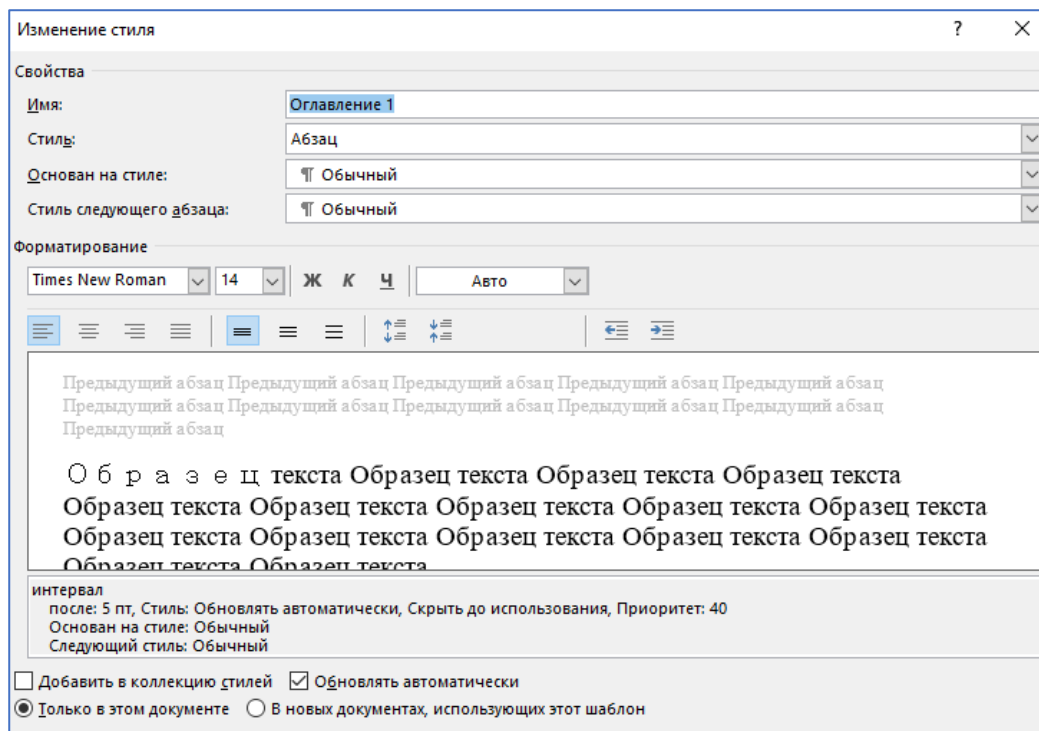 Изменение стиля ?
Свойства
Имя: Оглавление 1
Стиль: Абзац
Основан на стиле: ¶ Обычный
Стиль следующего абзаца: ¶ Обычный
Форматирование
Times New Roman 14 Ж К Ч Авто
Предыдущий абзац Предыдущий абзац Предыдущий абзац Предыдущий абзац Предыдущий абзац
Предыдущий абзац Предыдущий абзац Предыдущий абзац Предыдущий абзац Предыдущий абзац
Предыдущий абзац
Образец текста Образец текста Образец текста Образец текста
Образец текста Образец текста Образец текста Образец текста Образец текста
Образец текста Образец текста Образец текста Образец текста Образец текста
Образец текста Образец текста
интервал
после: 5 пт, Стиль: Обновлять автоматически, Скрыть до использования, Приоритет: 40
Основан на стиле: Обычный
Следующий стиль: Обычный
Добавить в коллекцию стилей Обновлять автоматически
Только в этом документе В новых документах, использующих этот шаблон